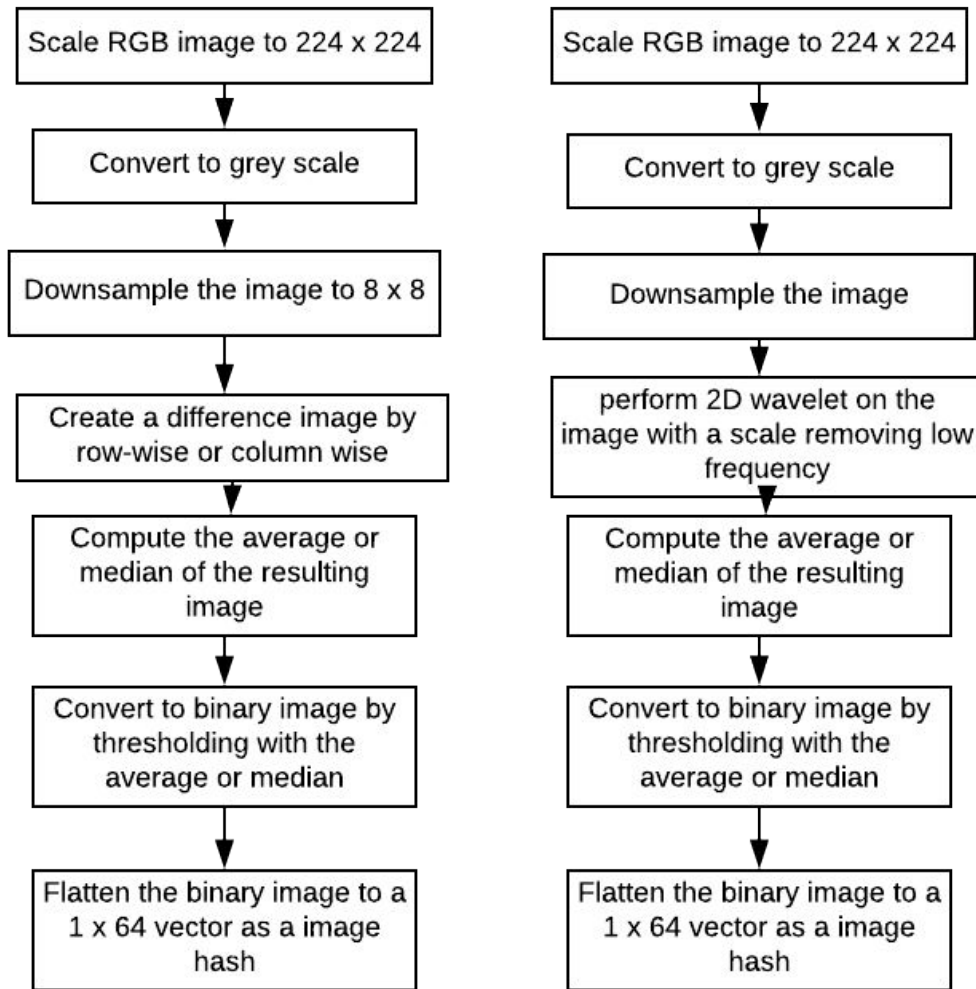 Scale RGB image to 224 x 224
Convert to grey scale
Downsample the image to 8 x 8
Create a difference image by
row-wise or column wise
Compute the average or
median of the resulting
image
Convert to binary image by
thresholding with the
average or median
Flatten the binary image to a
1 x 64 vector as a image
hash
Scale RGB image to 224 x 224
Convert to grey scale
Downsample the image
perform 2D wavelet on the
image with a scale removing low
frequency
Compute the average or
median of the resulting
image
Convert to binary image by
thresholding with the
average or median
Flatten the binary image to a
1 x 64 vector as a image
hash